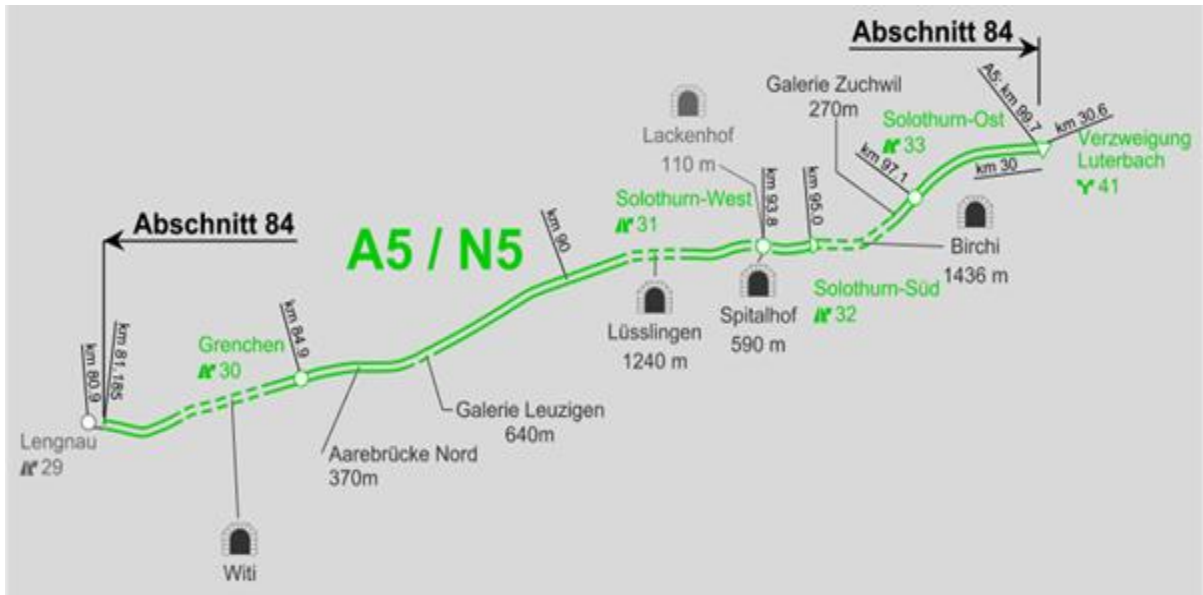 Abschnitt 84
Abschnitt 84
A5 / N5
Lengnau
29
km 80.9
km 81,185
Grenchen
30
km 84.9
Witi
Aarebrücke Nord
370m
Galerie Leuzigen
640m
km 90
Solothurn-West
31
Lüsslingen
1240 m
Lackenhof
110 m
km 93.8
Spitalhof
590 m
km 95.0
Solothurn-Süd
32
Galerie Zuchwil
270m
km 97.1
Solothurn-Ost
33
Birchi
1436 m
A5: km 99.7
km 30.6
km 30
Verzweigung
Luterbach
41